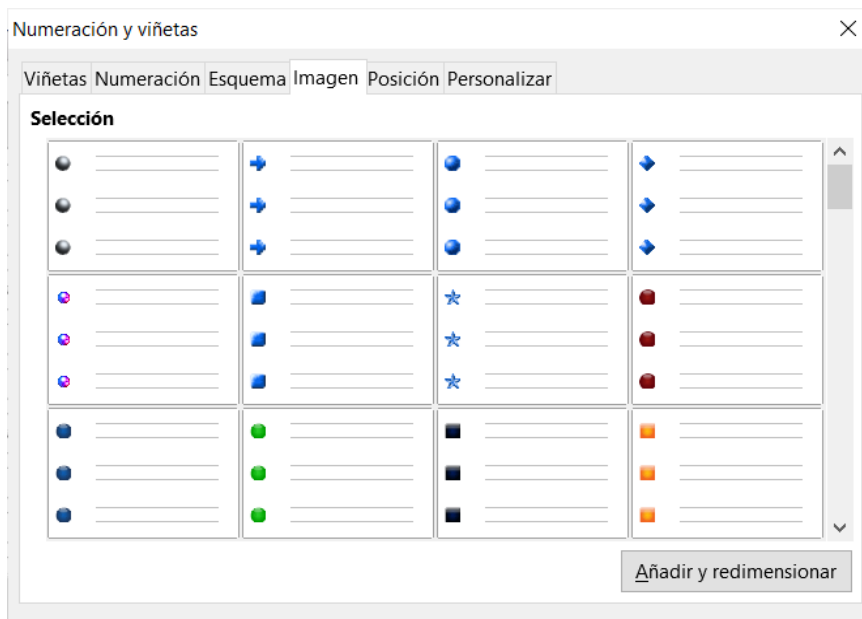 Numeración y viñetas
Viñetas Numeración Esquema Imagen Posición Personalizar
Selección
Añadir y redimensionar